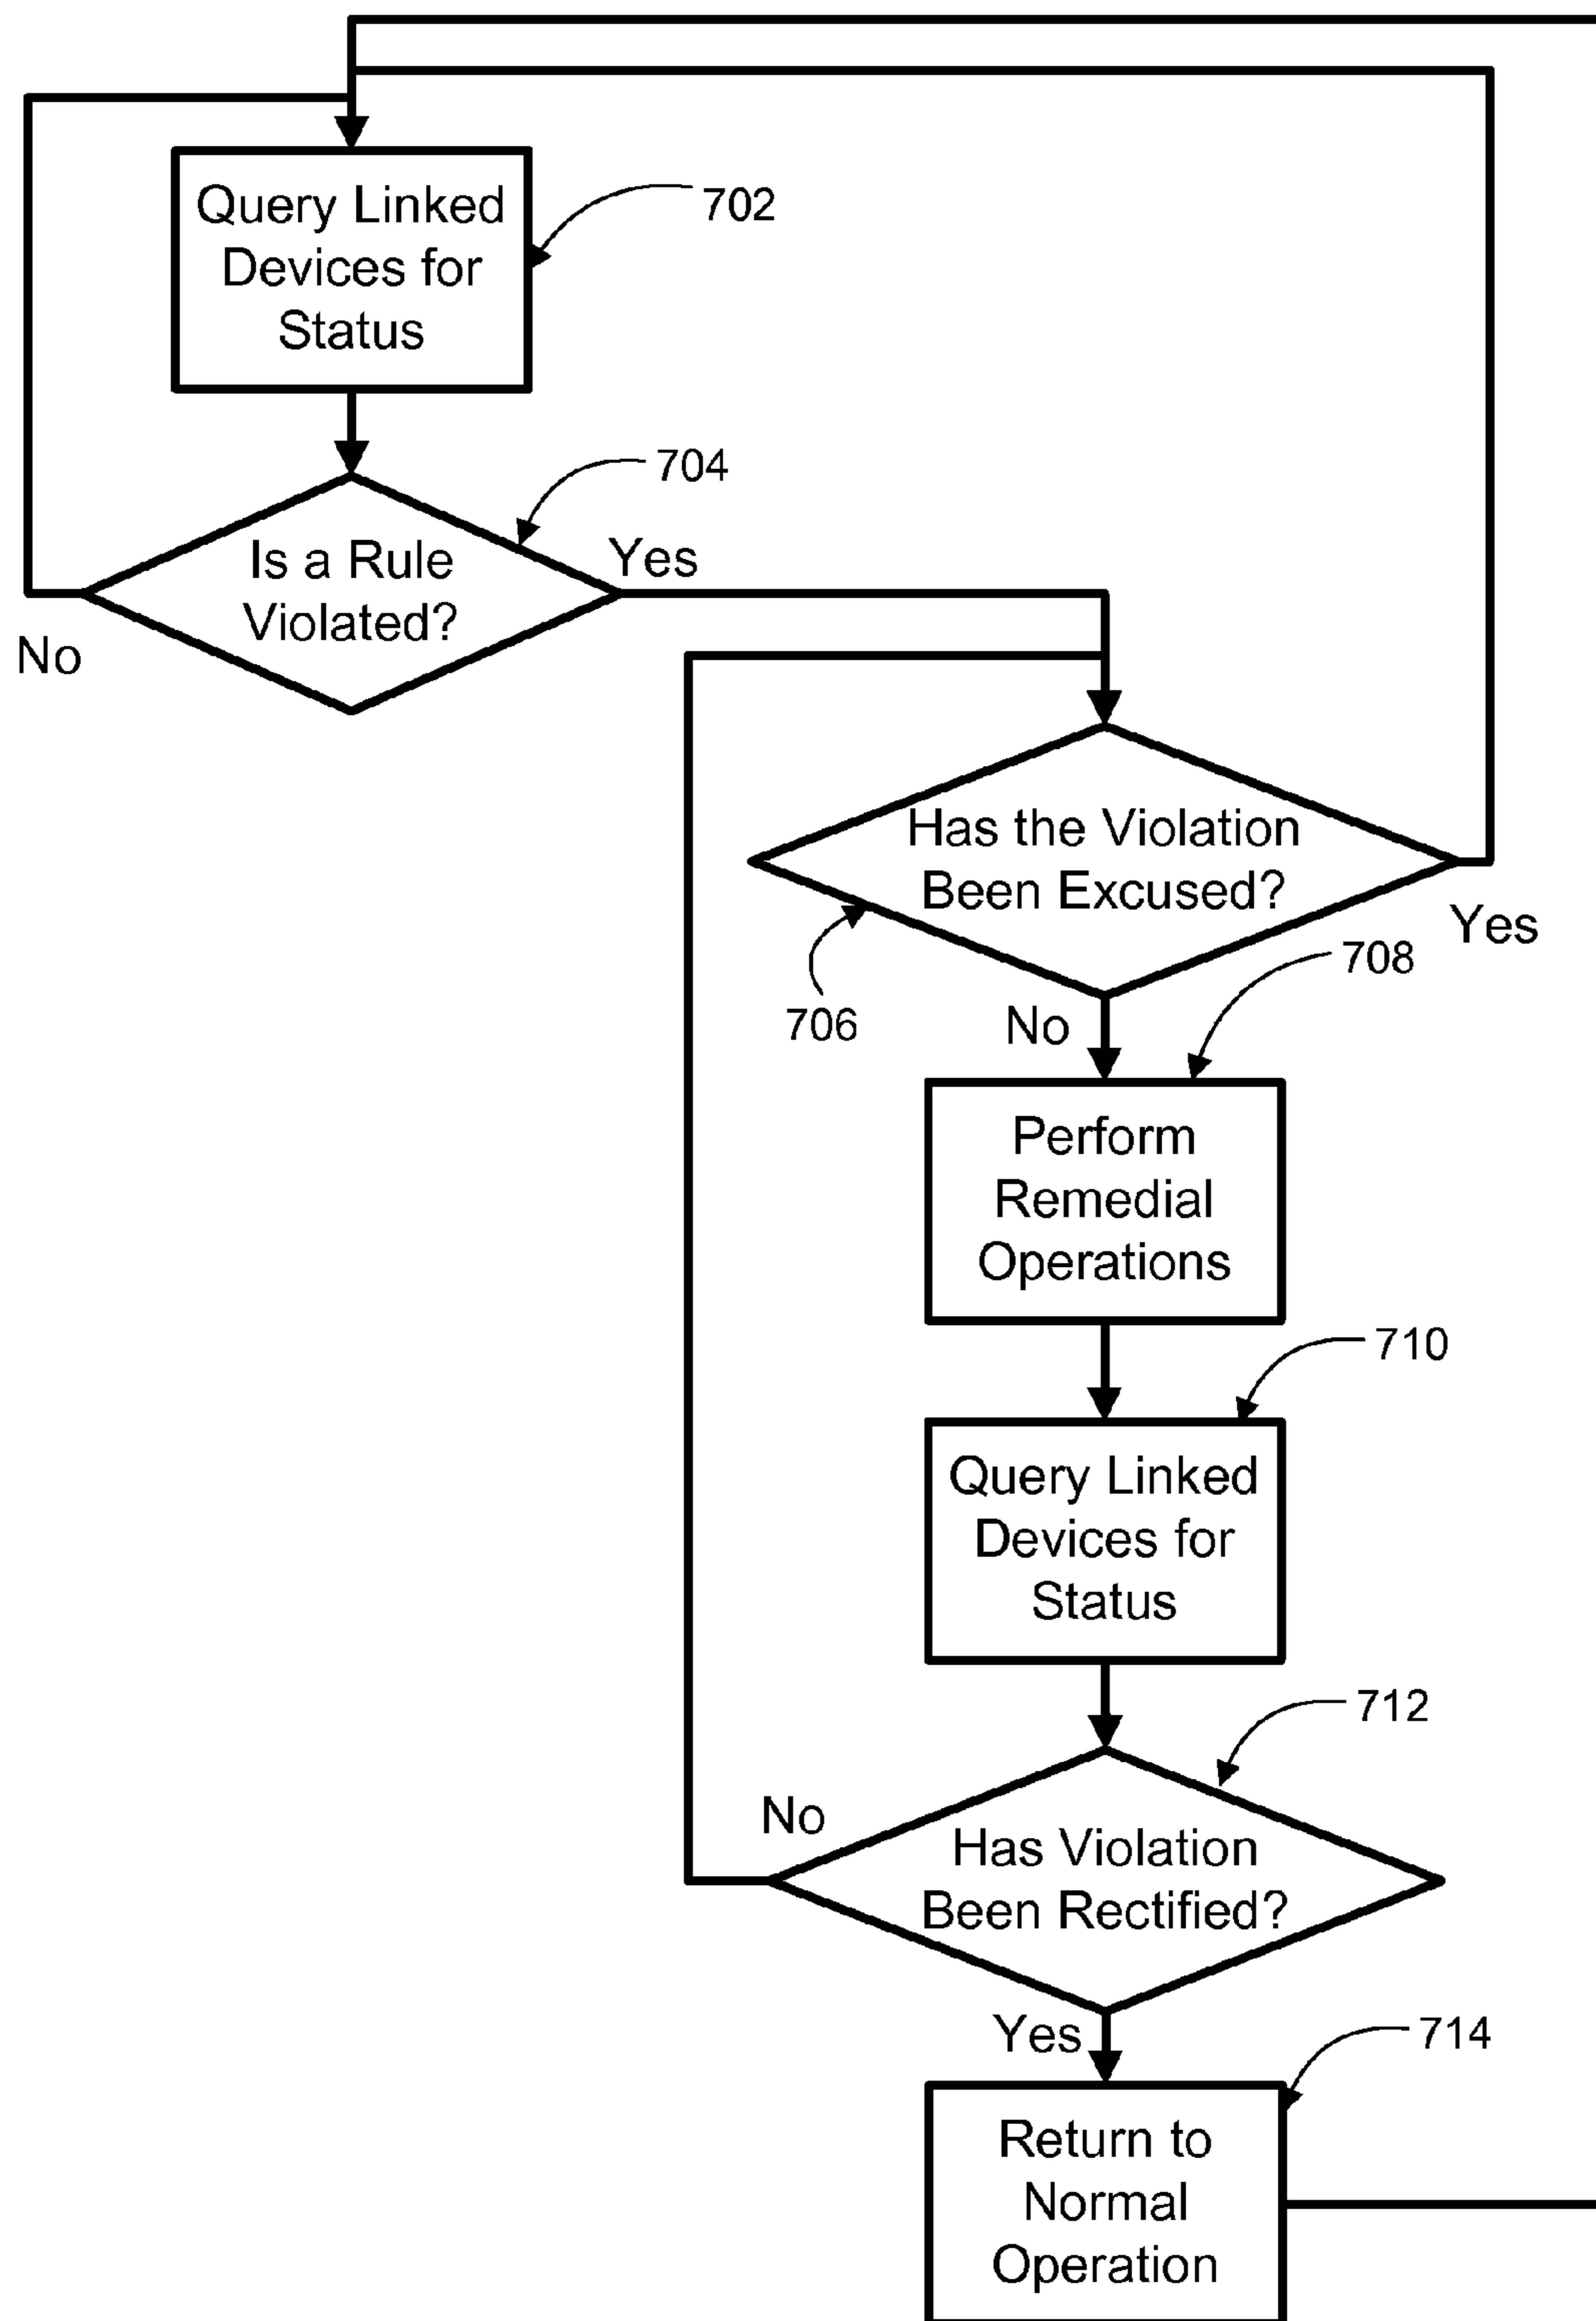 Query Linked
Devices for
Status
702
704
Is a Rule
Violated?
Yes
No
Has the Violation
Been Excused?
Yes
706
708
No
Perform
Remedial
Operations
710
Query Linked
Devices for
Status
712
No
Has Violation
Been Rectified?
Yes
714
Return to
Normal
Operation